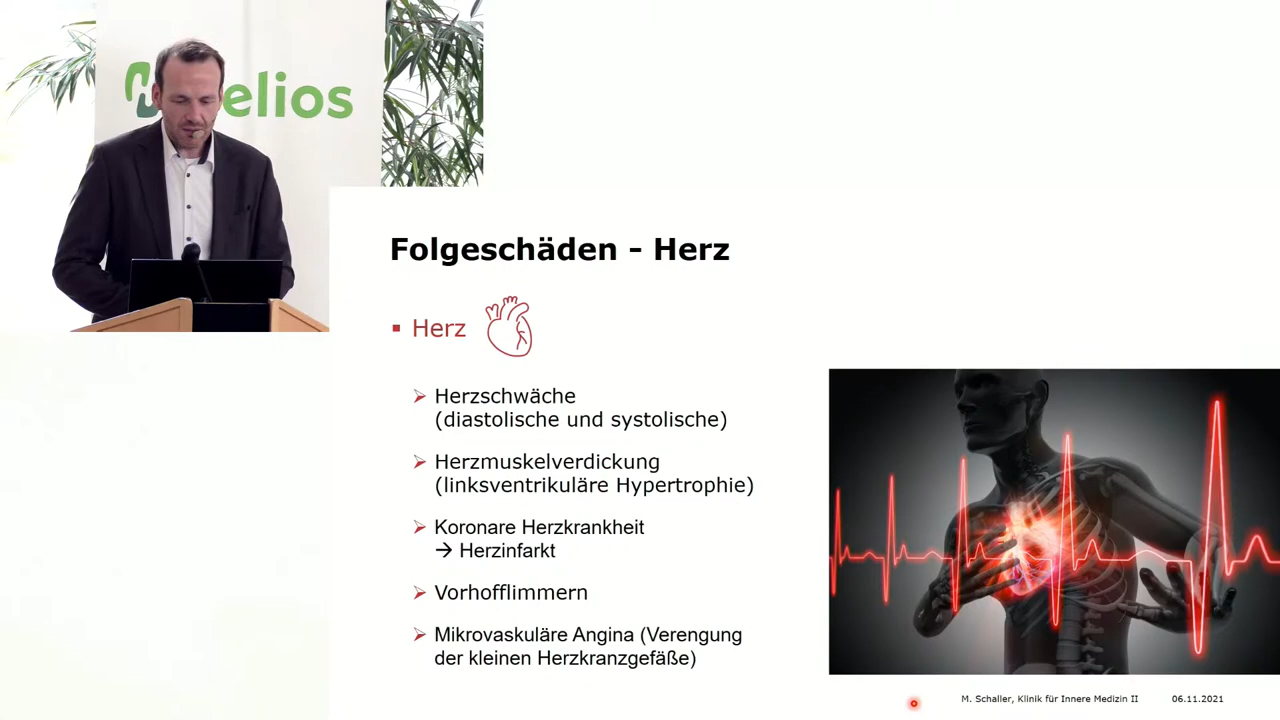 elios
Folgeschäden - Herz
Herz
Herzschwäche
(diastolische und systolische)
Herzmuskelverdickung
(linksventrikuläre Hypertrophie)
Koronare Herzkrankheit
→ Herzinfarkt
Vorhofflimmern
Mikrovaskuläre Angina (Verengung
der kleinen Herzkranzgefäße)
M. Schaller, Klinik für Innere Medizin II 06.11.2021